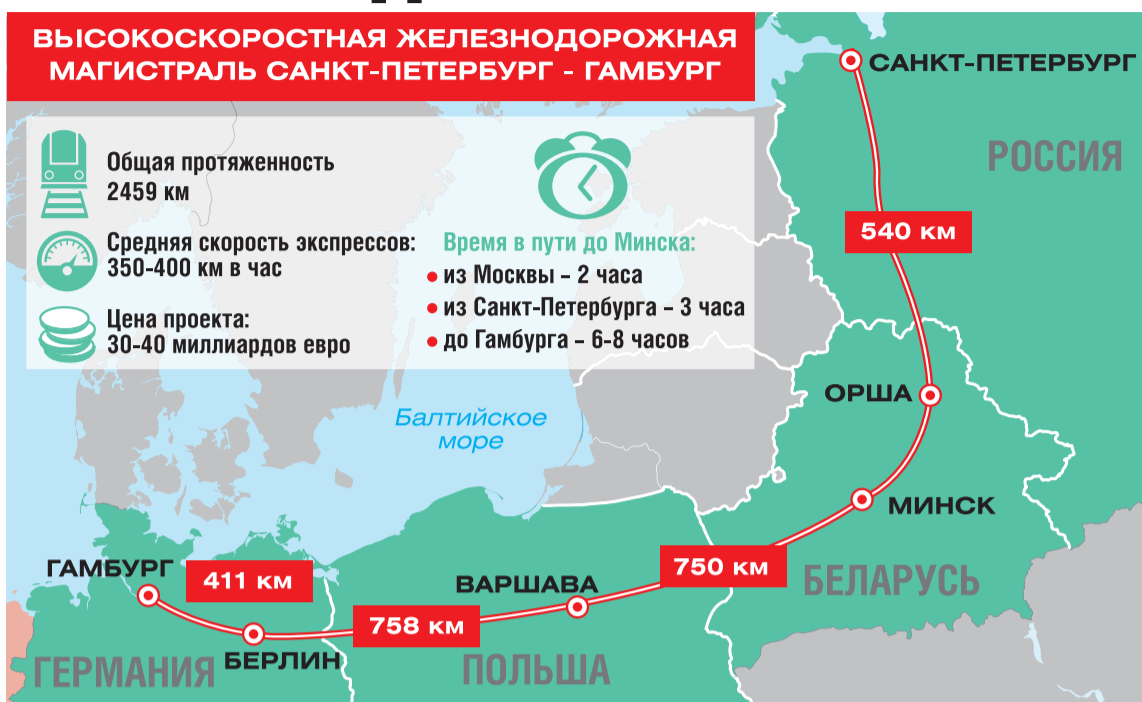 ВЫСОКОСКОРОСТНАЯ ЖЕЛЕЗНОДОРОЖНАЯ
МАГИСТРАЛЬ САНКТ-ПЕТЕРБУРГ - ГАМБУРГ
САНКТ-ПЕТЕРБУРГ
РОССИЯ
Общая протяженность
2459 км
Средняя скорость экспрессов:
350-400 км в час
Цена проекта:
30-40 миллиардов евро
Время в пути до Минска:
• из Москвы – 2 часа
• из Санкт-Петербурга – 3 часа
• до Гамбурга – 6-8 часов
540 км
ОРША
Балтийское
море
МИНСК
750 км
БЕЛАРУСЬ
ВАРШАВА
ГАМБУРГ
411 км
758 км
БЕРЛИН
ГЕРМАНИЯ
ПОЛЬША